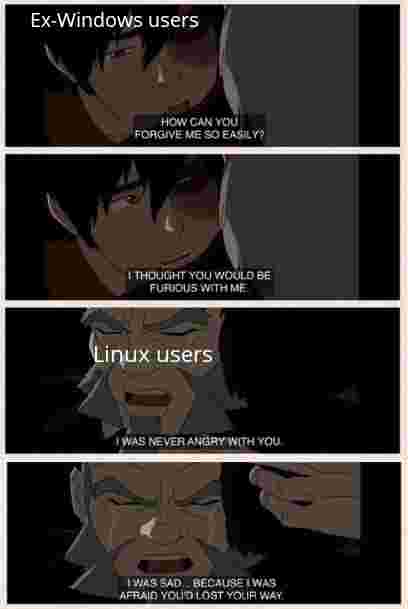 Ex-Windows users
HOW CAN YOU
FORGIVE ME SO EASILY?
I THOUGHT YOU WOULD BE
FURIOUS WITH ME.
Linux users
I WAS NEVER ANGRY WITH YOU.
I WAS SAD... BECAUSE I WAS
AFRAID YOU'D LOST YOUR WAY.